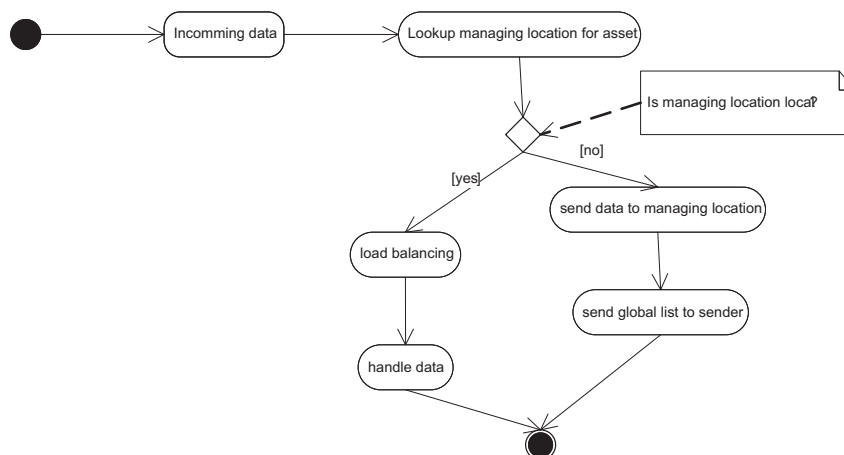 Incomming data
Lookup managing location for asset
Is managing location local?
[no]
[yes]
send data to managing location
load balancing
send global list to sender
handle data